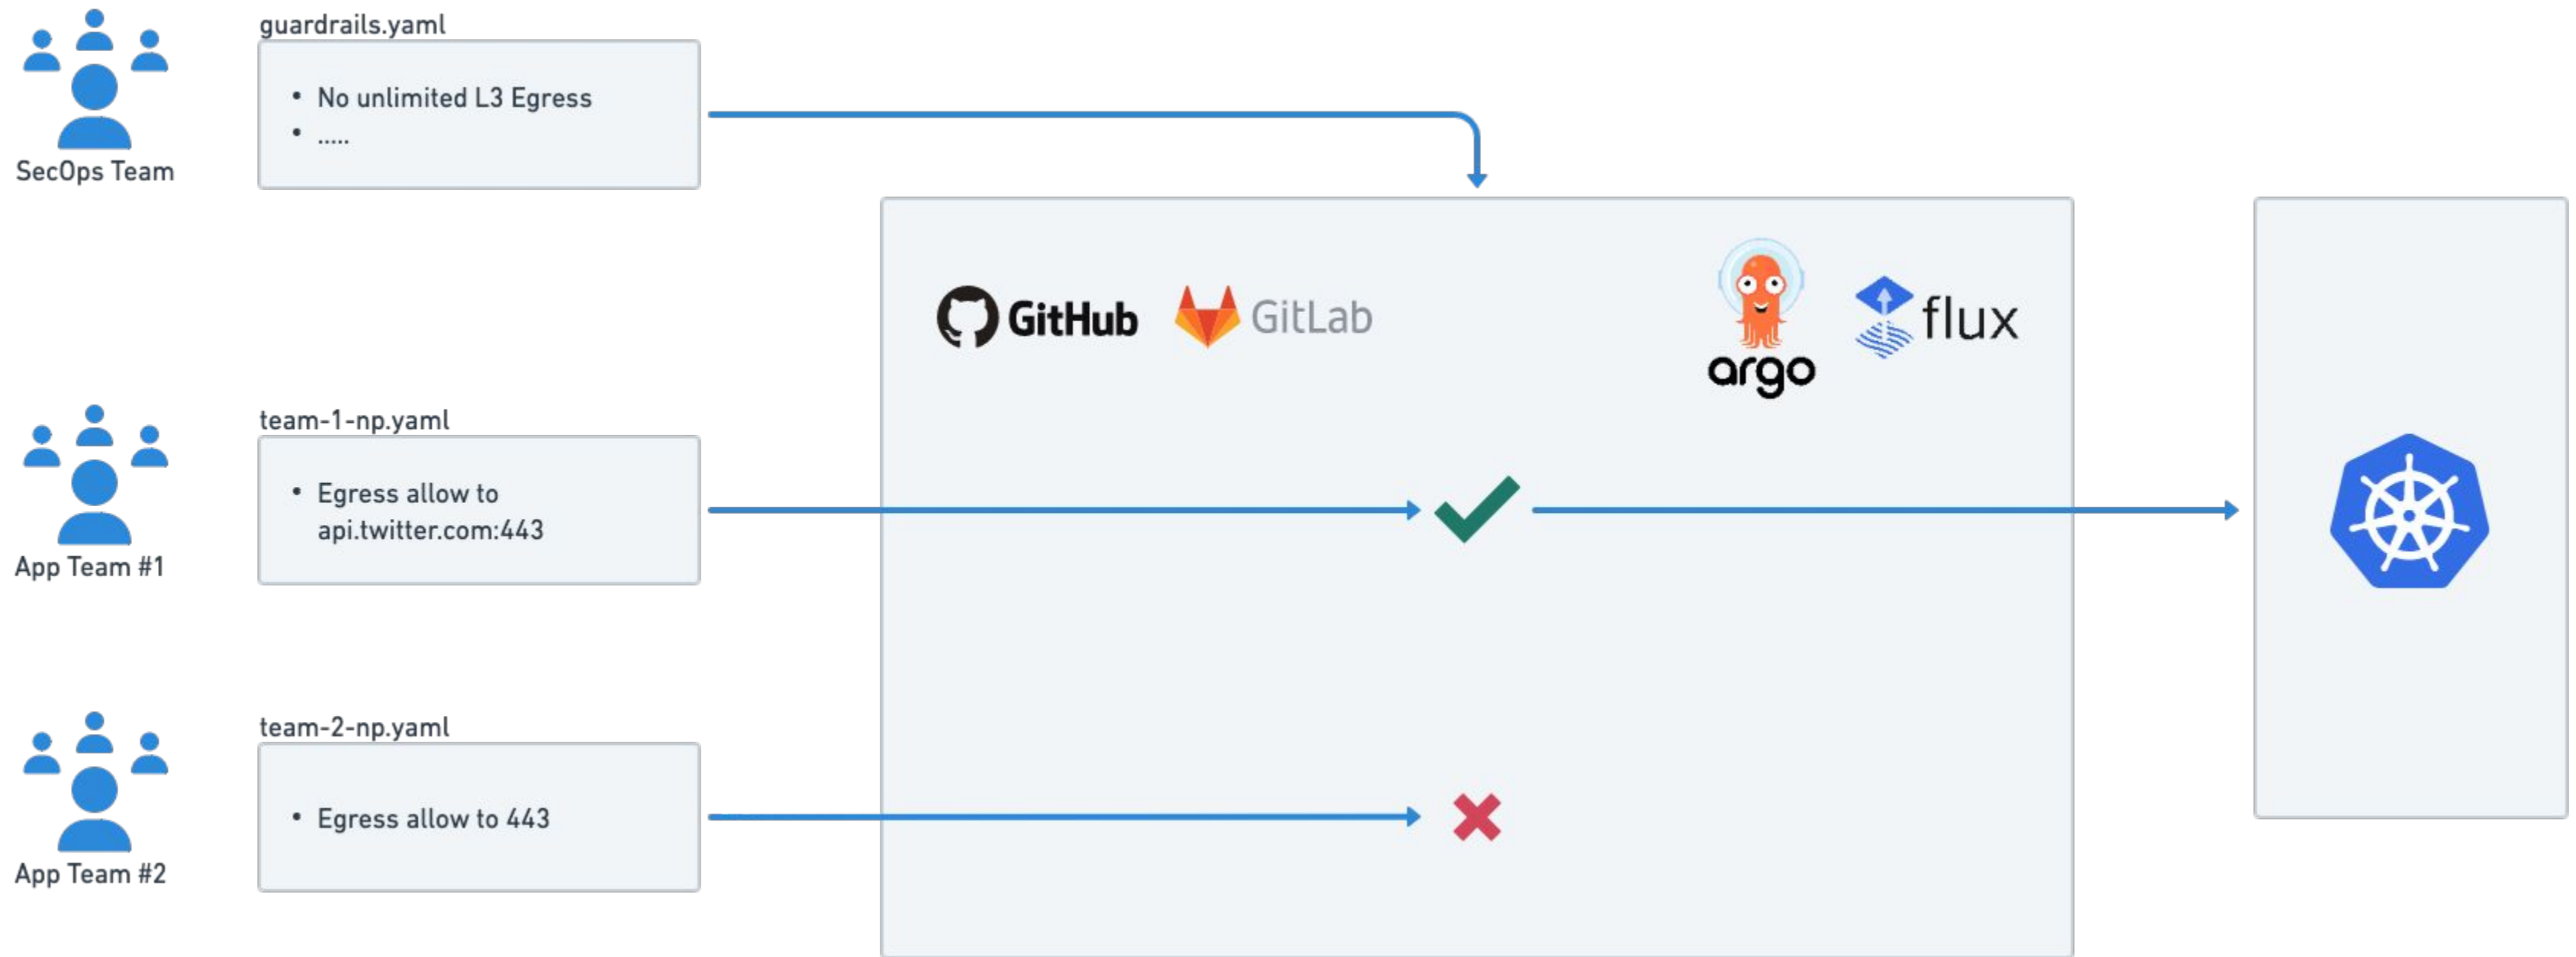 guardrails.yaml
• No unlimited L3 Egress
• .....
SecOps Team
GitHub
GitLab
argo
flux
team-1-np.yaml
• Egress allow to
api.twitter.com:443
App Team #1
team-2-np.yaml
• Egress allow to 443
App Team #2